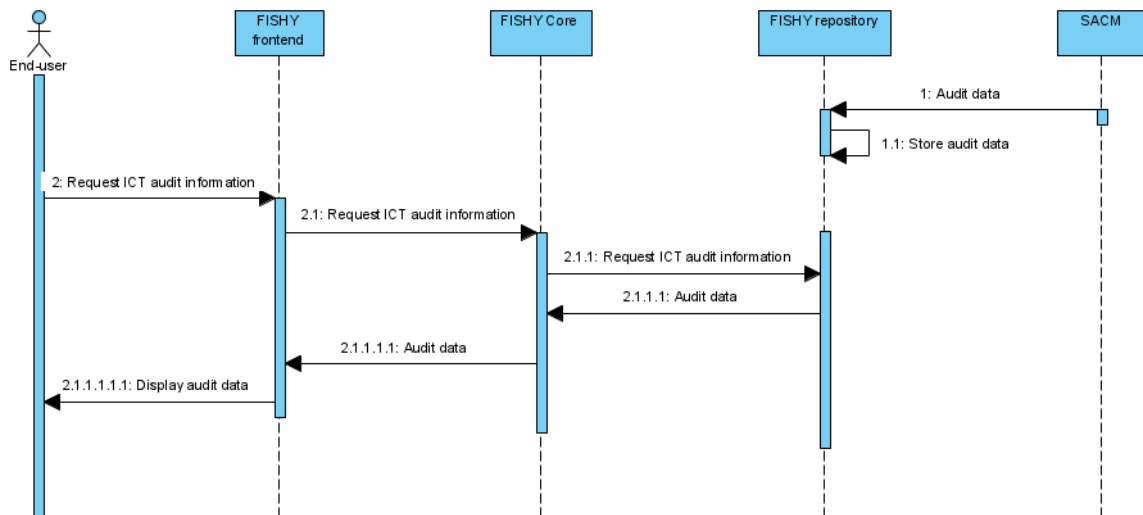 End-user
FISHY
frontend
FISHY Core
FISHY repository
SACM
1: Audit data
1.1: Store audit data
2: Request ICT audit information
2.1: Request ICT audit information
2.1.1: Request ICT audit information
2.1.1.1: Audit data
2.1.1.1.1: Audit data
2.1.1.1.1.1: Display audit data